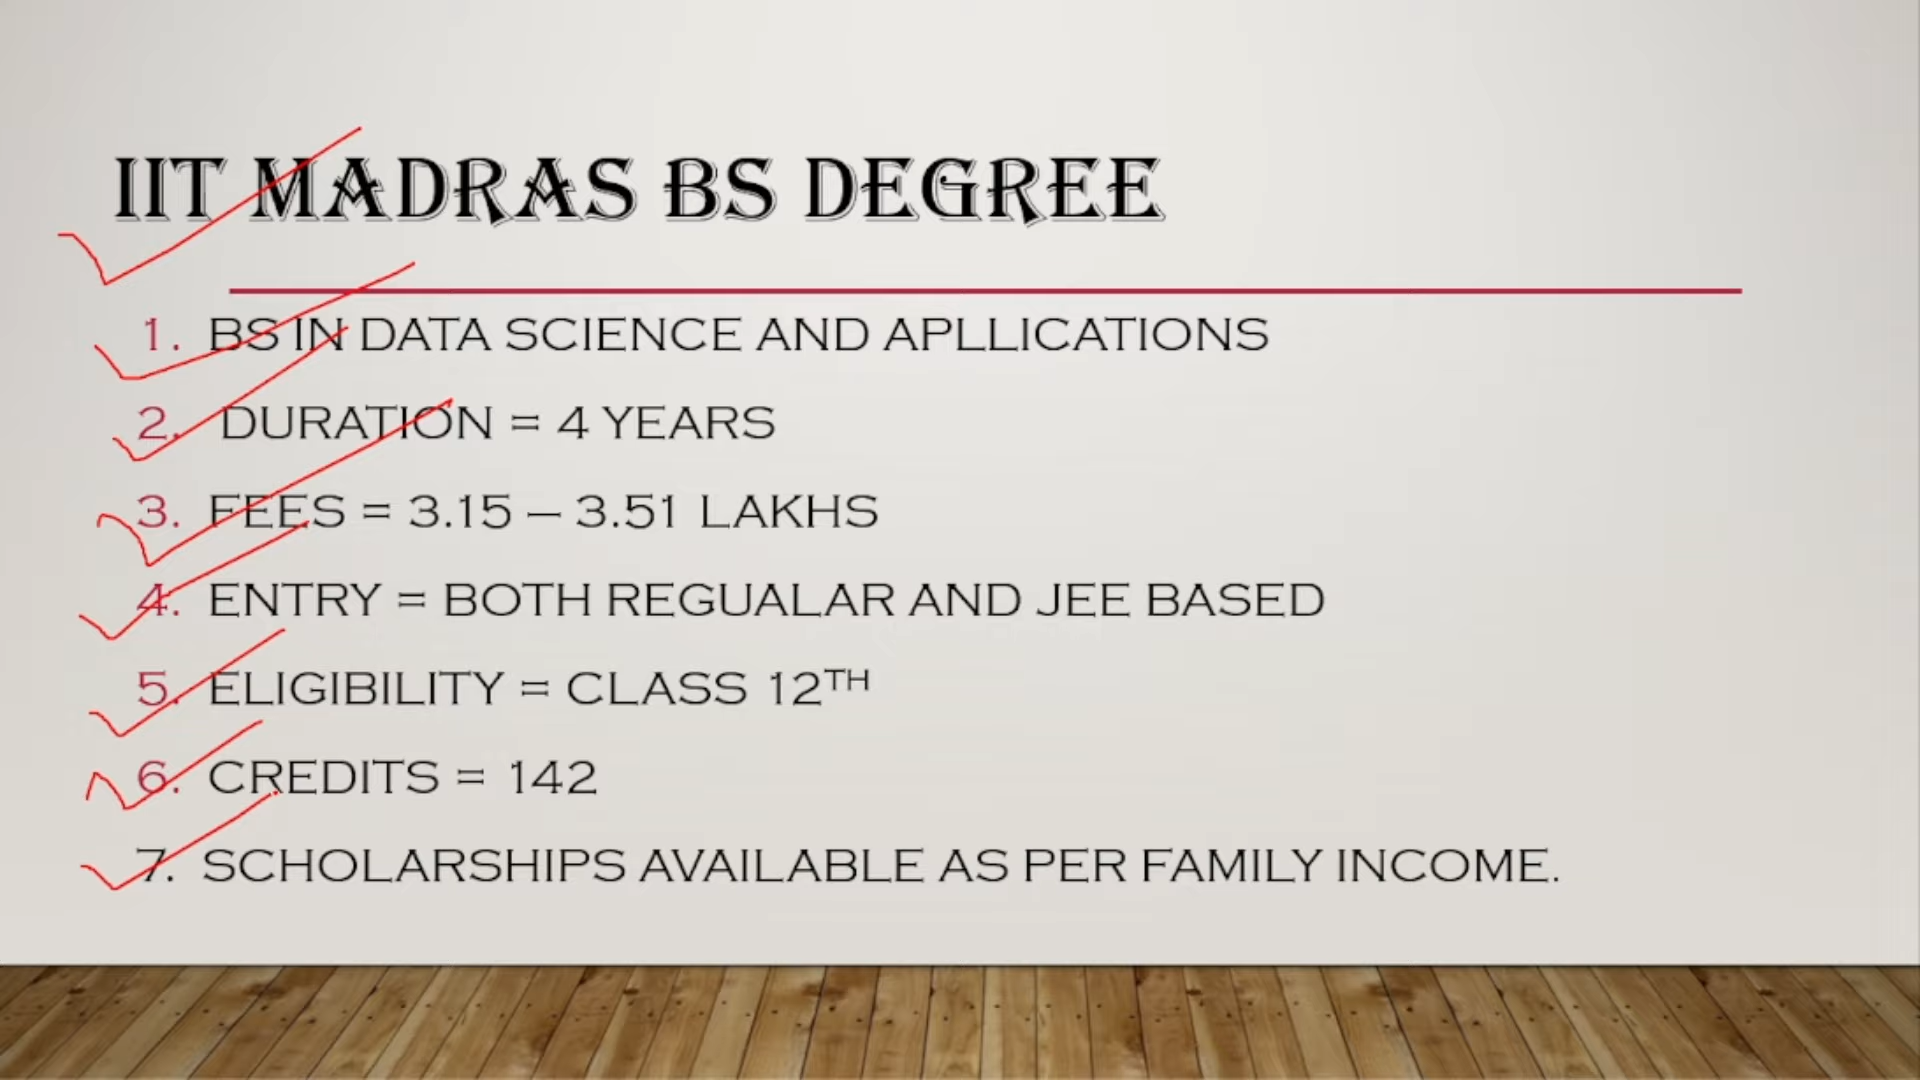 IIT MADRAS BS DEGREE
1. BS IN DATA SCIENCE AND APLLICATIONS
2. DURATION = 4 YEARS
3. FEES = 3.15 – 3.51 LAKHS
4. ENTRY = BOTH REGUALAR AND JEE BASED
5. ELIGIBILITY = CLASS 12TH
6. CREDITS = 142
7. SCHOLARSHIPS AVAILABLE AS PER FAMILY INCOME.